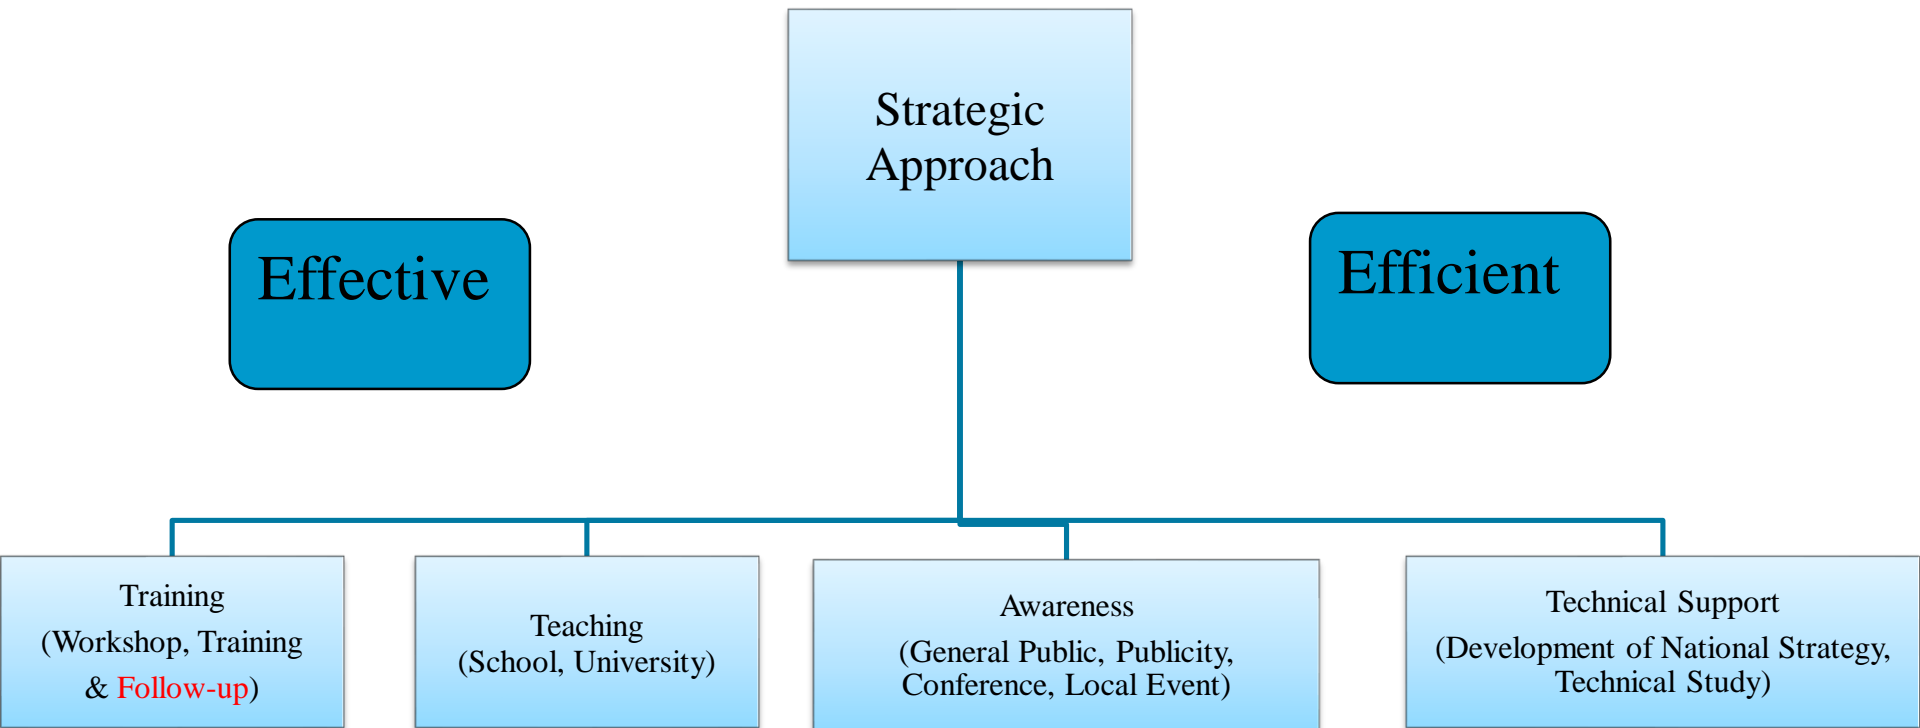 Strategic
Approach
Effective
Efficient
Training
(Workshop, Training
& Follow-up)
Teaching
(School, University)
Awareness
(General Public, Publicity,
Conference, Local Event)
Technical Support
(Development of National Strategy,
Technical Study)